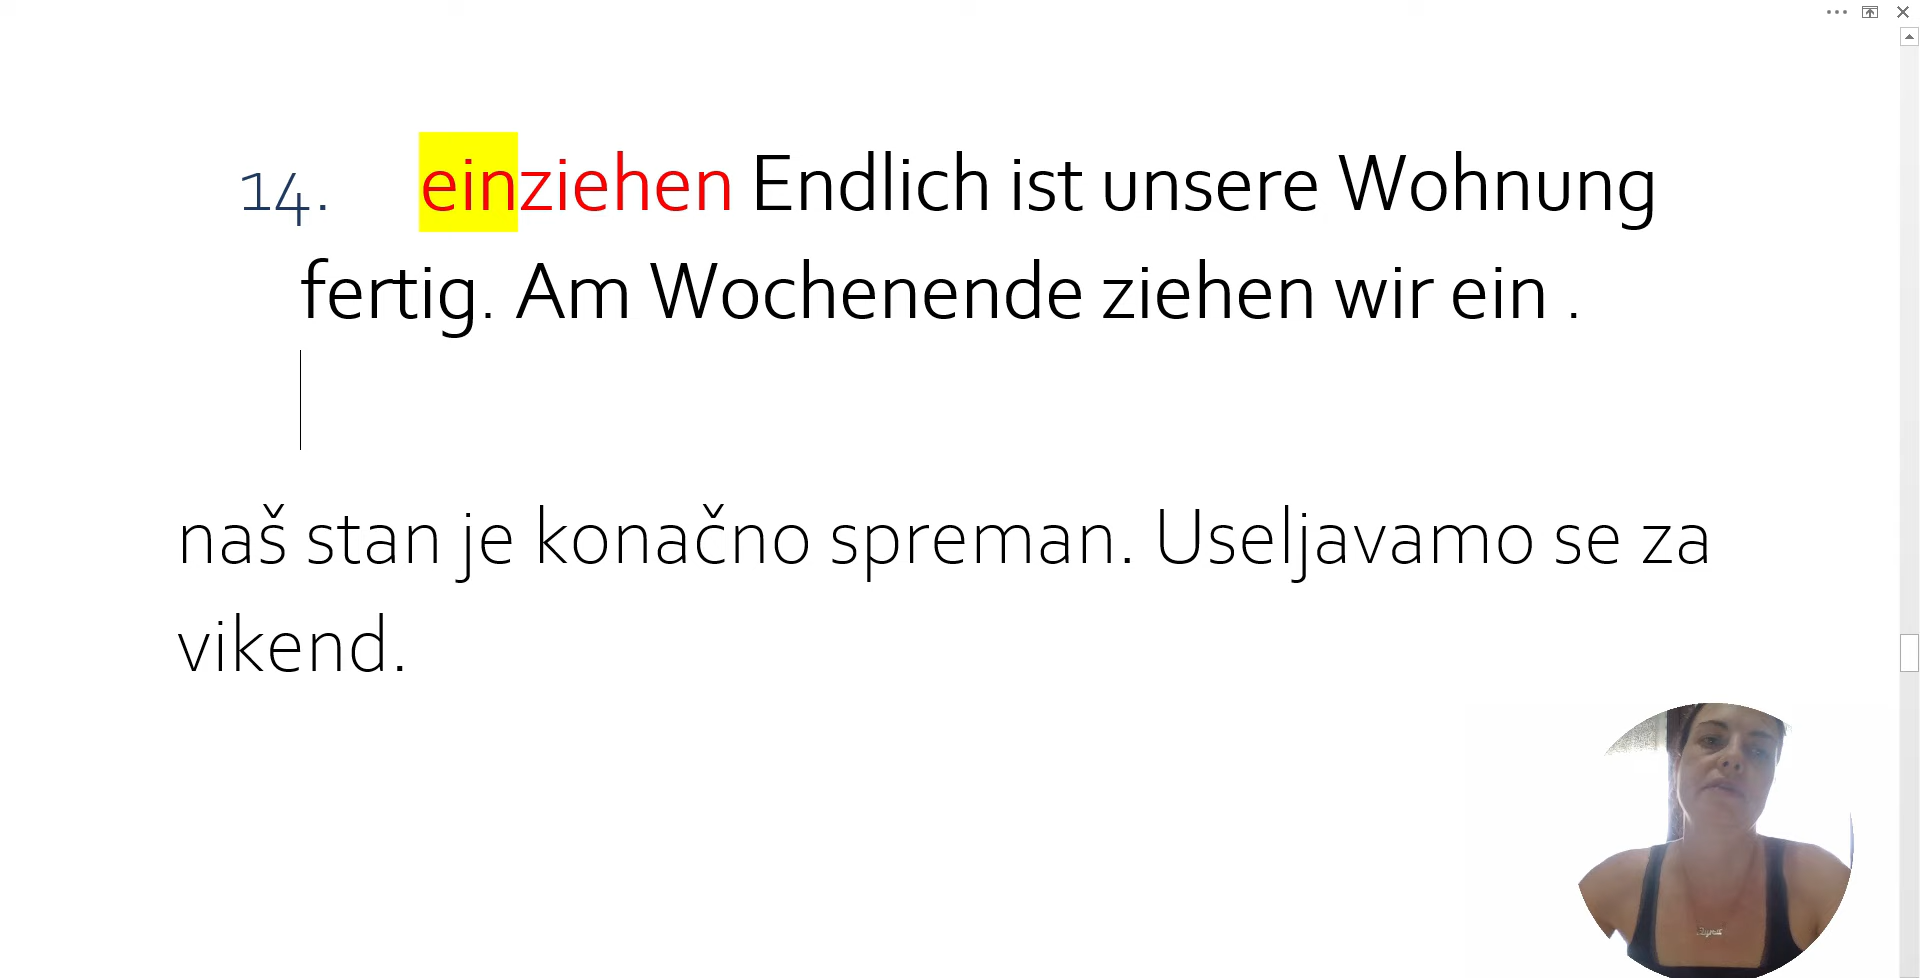 14. einziehen Endlich ist unsere Wohnung
fertig. Am Wochenende ziehen wir ein .
naš stan je konačno spreman. Useljavamo se za
vikend.